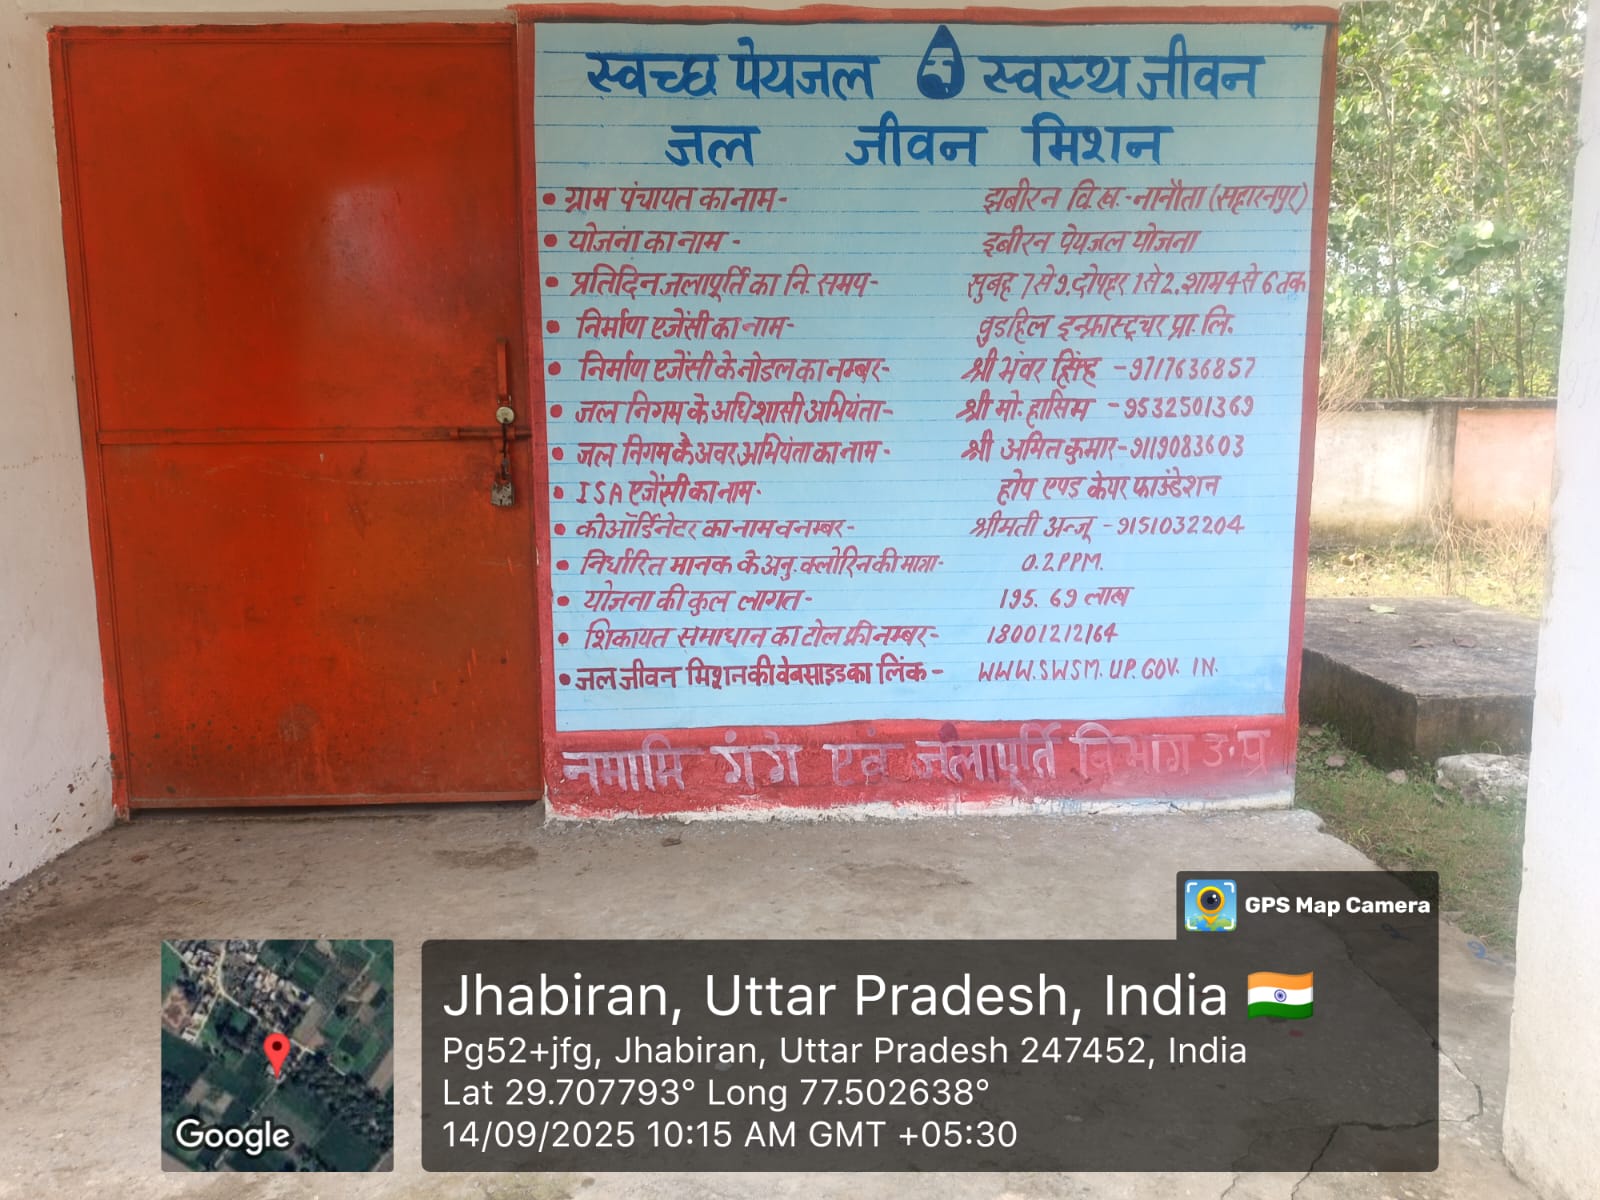 स्वच्छ पेयजल स्वस्थ जीवन
जल जीवन मिशन
• ग्राम पंचायत का नाम- झबीरन वि.ख.-नानौता (सहारनपुर)
• योजना का नाम - इबीरन पेयजल योजना
• प्रतिदिन जलापूर्ति का नि. समय- सुबह 7 से 9, दोपहर 1 से 2, शाम 4 से 6 तक
• निर्माण एजेंसी का नाम- वुडहिल इन्फ्रास्ट्रचर प्रा. लि.
• निर्माण एजेंसी के नोडल का नम्बर- श्री भंवर सिंह - 9717636857
• जल निगम के अधिशासी अभियंता- श्री मो. हासिम - 9532501369
• जल निगम के अवर अभियंता का नाम - श्री अमित कुमार - 9119083603
• ISA एजेंसी का नाम- होप एण्ड केयर फाउंडेशन
• कोऑर्डिनेटर का नाम व नम्बर- श्रीमती अन्जू - 9151032204
• निर्धारित मानक के अनु. क्लोरिन की मात्रा- 0.2 PPM.
• योजना की कुल लागत- 195.69 लाख
• शिकायत समाधान का टोल फ्री नम्बर- 18001212164
• जल जीवन मिशन की वेबसाइड का लिंक- WWW.SWSM.UP.GOV.IN.
नमामि गंगे एवं जलापूर्ति विभाग उ.प्र
GPS Map Camera
Jhabiran, Uttar Pradesh, India
Pg52+jfg, Jhabiran, Uttar Pradesh 247452, India
Lat 29.707793° Long 77.502638°
14/09/2025 10:15 AM GMT +05:30
Google